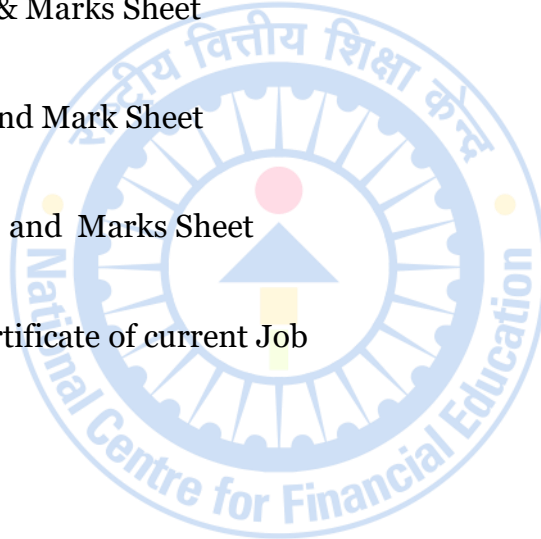 & Marks Sheet
राष्ट्रीय वित्तीय शिक्षा केन्द्र
nd Mark Sheet
and Marks Sheet
rtificate of current Job
National Centre for Financial Education